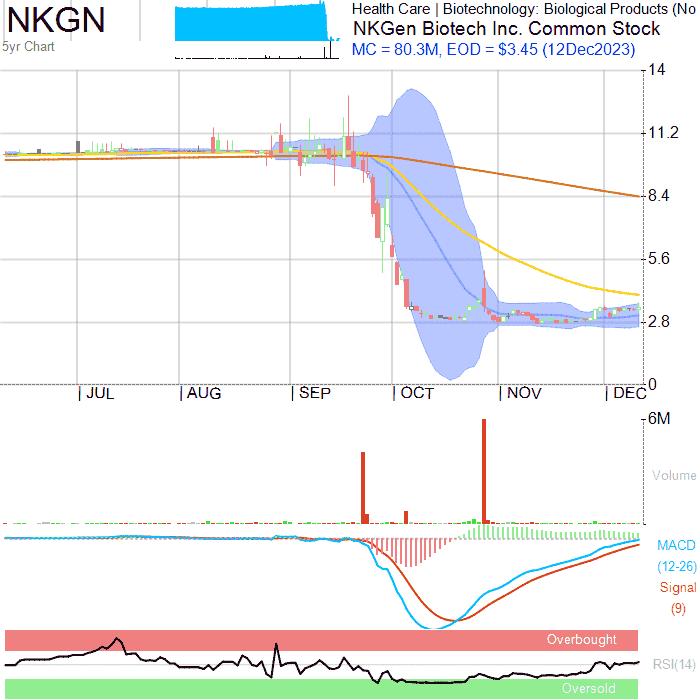 NKGN
5yr Chart
Health Care | Biotechnology: Biological Products (No
NKGen Biotech Inc. Common Stock
MC = 80.3M, EOD = $3.45 (12Dec2023)
14
11.2
8.4
5.6
2.8
0
| JUL | AUG | SEP | OCT | NOV | DEC
6M
Volume
MACD
(12-26)
Signal
(9)
Overbought
RSI(14)
Oversold